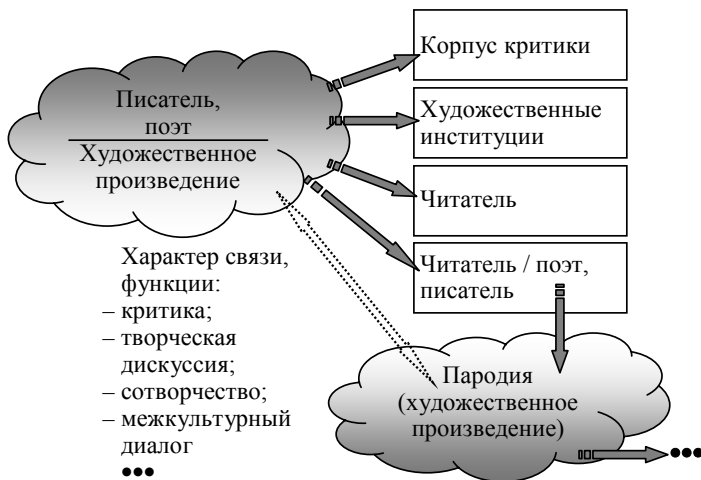 Писатель,
поэт
Художественное
произведение
Корпус критики
Художественные
институции
Читатель
Читатель / поэт,
писатель
Характер связи,
функции:
– критика;
– творческая
дискуссия;
– сотворчество;
– межкультурный
диалог
●●●
Пародия
(художественное
произведение)
●●●